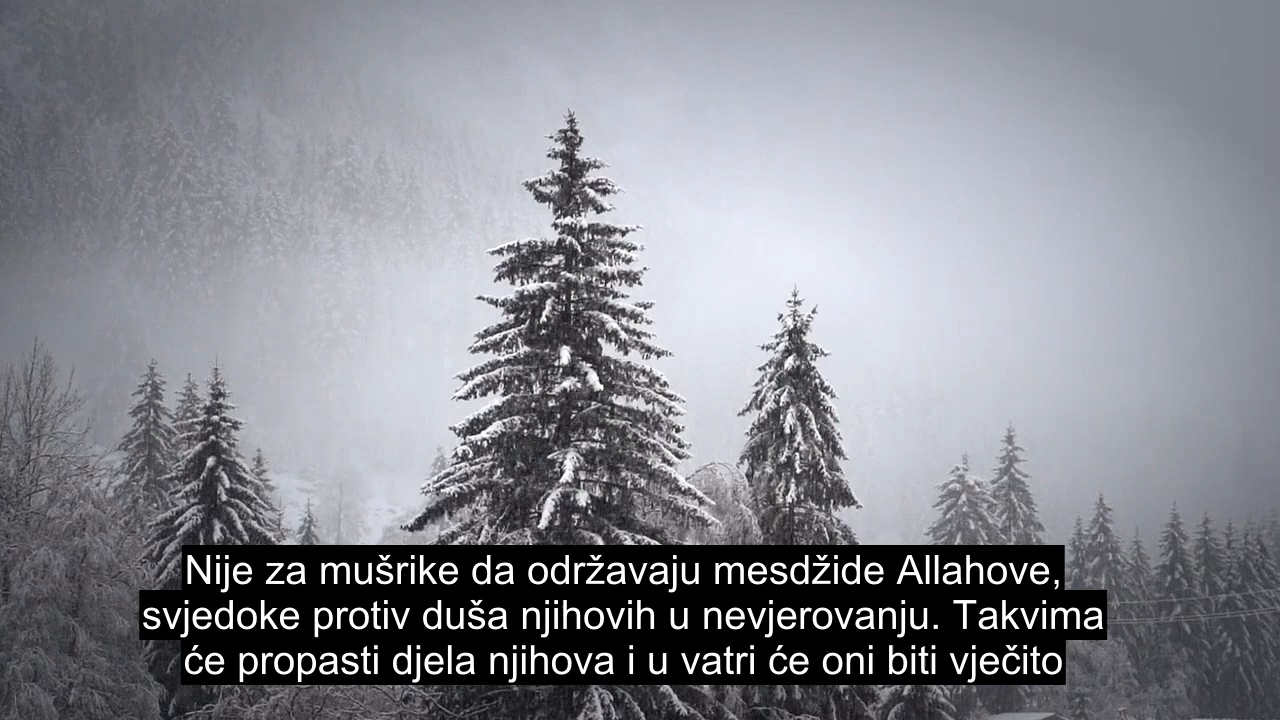 Nije za mušrike da održavaju mesdžide Allahove,
svjedoke protiv duša njihovih u nevjerovanju. Takvima
će propasti djela njihova i u vatri će oni biti vječito